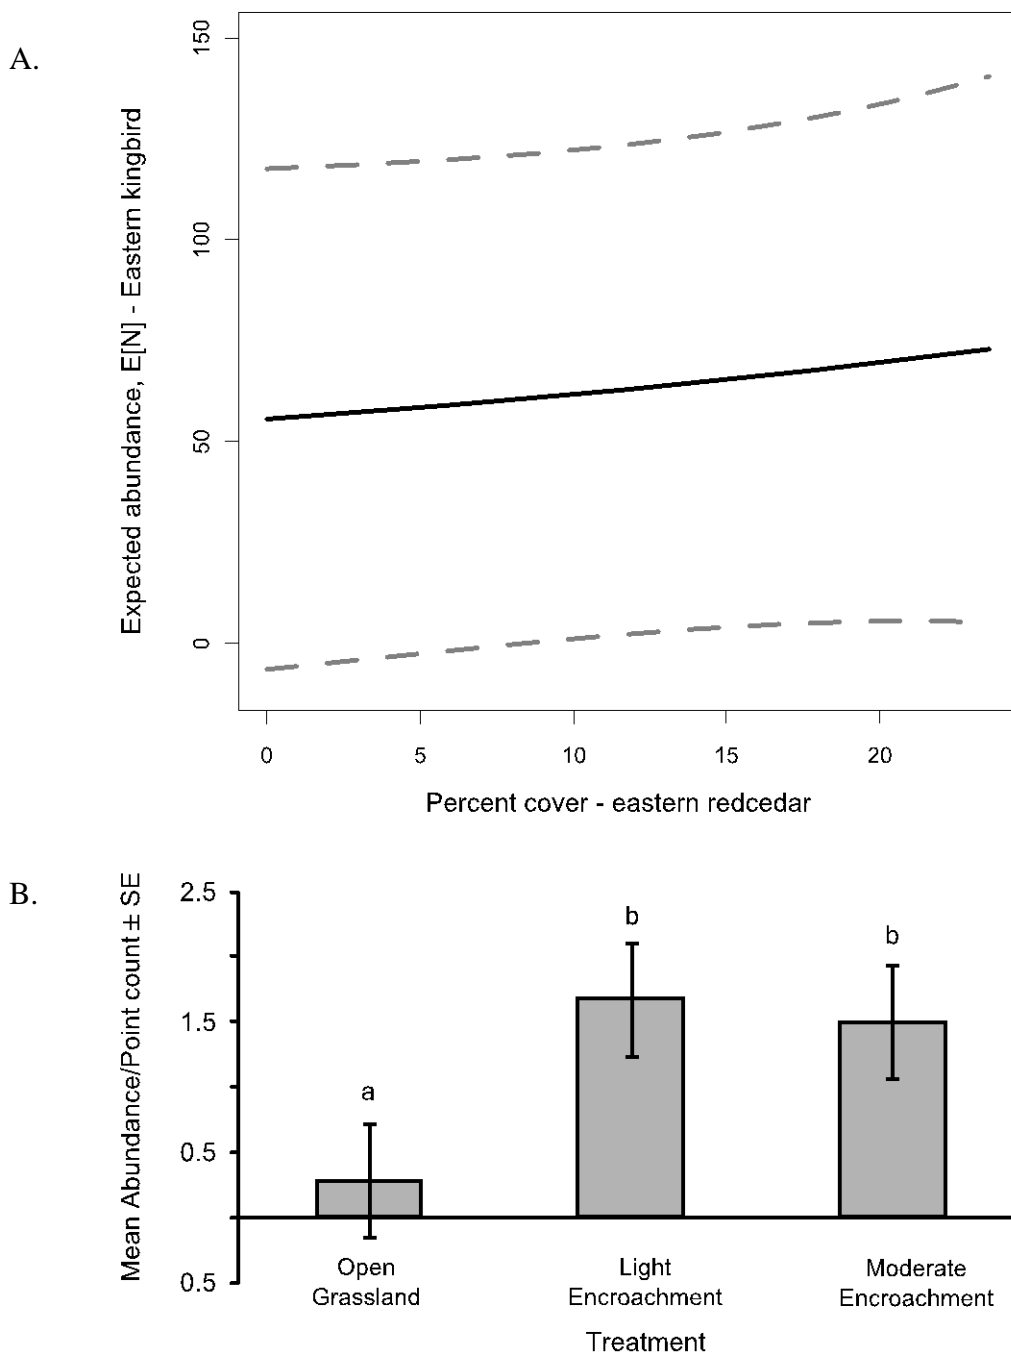 A.
Expected abundance, E[N] - Eastern kingbird
150
100
50
0
0 5 10 15 20
Percent cover - eastern redcedar
B.
Mean Abundance/Point count ± SE
2.5
1.5
0.5
0.5
a
b
b
Open Grassland
Light Encroachment
Moderate Encroachment
Treatment